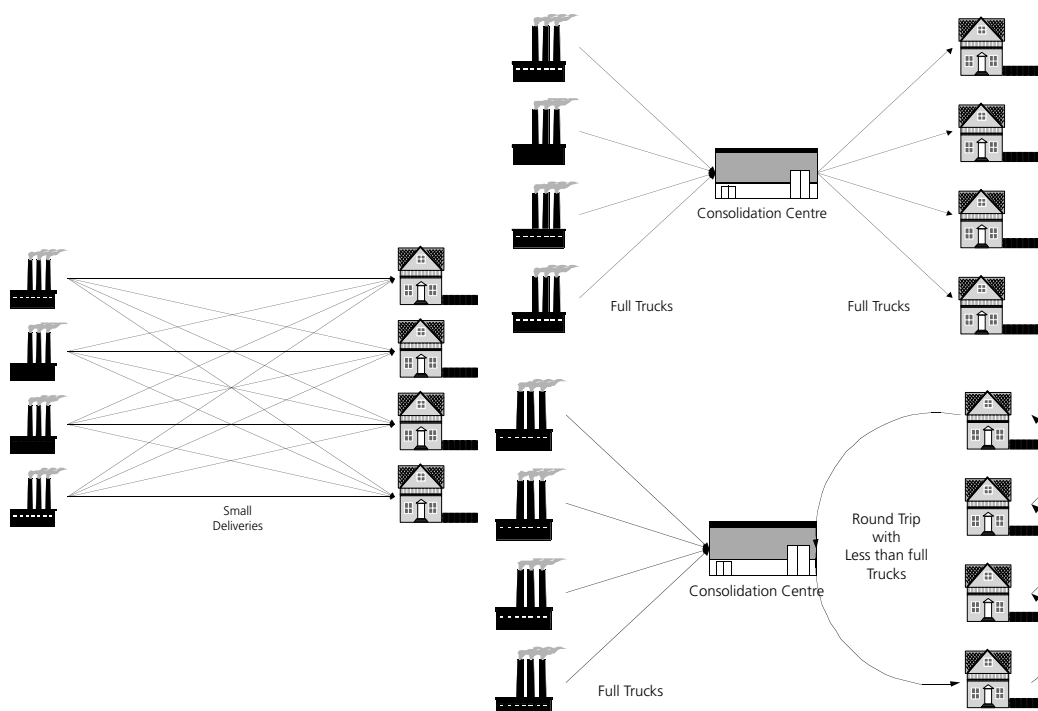 Consolidation Centre
Full Trucks
Full Trucks
Small
Deliveries
Round Trip
with
Less than full
Trucks
Consolidation Centre
Full Trucks